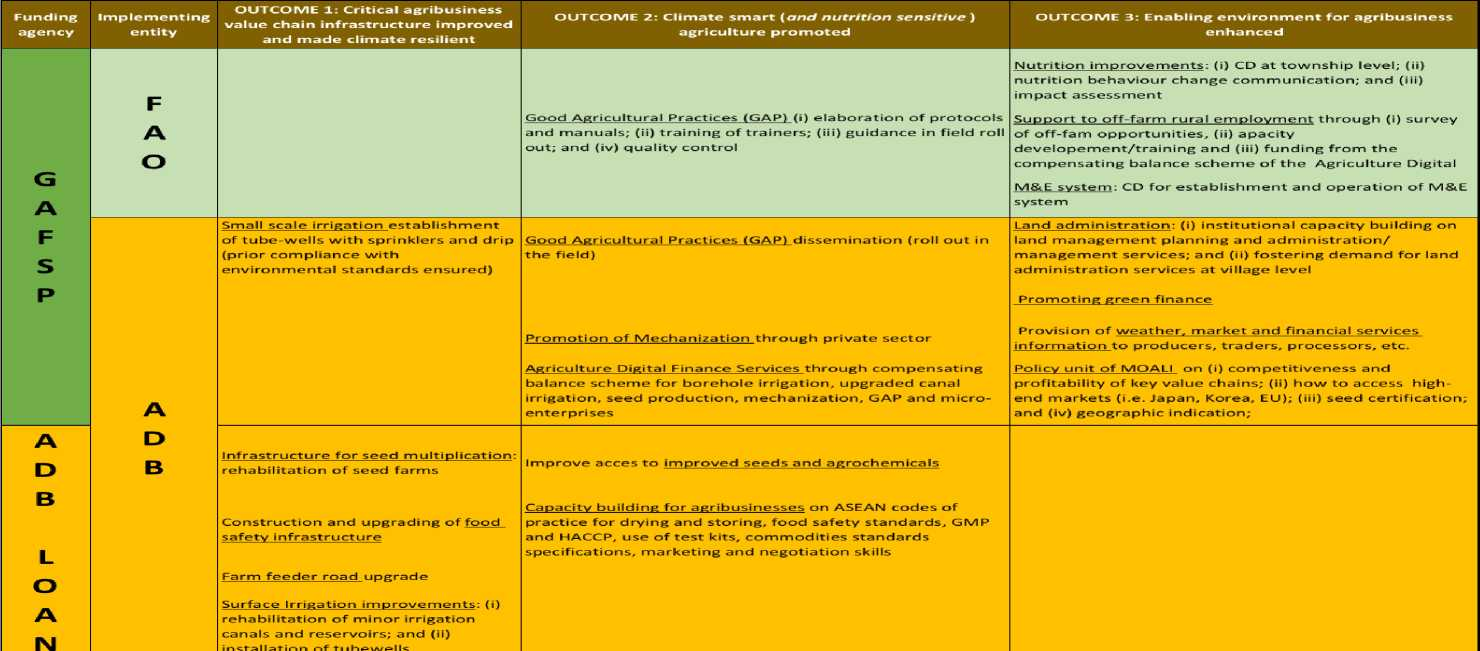 Funding
agency
Implementing
entity
OUTCOME 1: Critical agribusiness
value chain infrastructure improved
and made climate resilient
OUTCOME 2: Climate smart (and nutrition sensitive )
agriculture promoted
OUTCOME 3: Enabling environment for agribusiness
enhanced
G
A
F
S
P
F
A
O
Good Agricultural Practices (GAP) (i) elaboration of protocols
and manuals; (ii) training of trainers; (iii) guidance in field roll
out; and (iv) quality control
Nutrition improvements: (i) CD at township level; (ii)
nutrition behaviour change communication; and (iii)
impact assessment
Support to off-farm rural employment through (i) survey
of off-fam opportunities, (ii) apacity
developement/training and (iii) funding from the
compensating balance scheme of the Agriculture Digital
M&E system: CD for establishment and operation of M&E
system
A
D
B
Small scale irrigation establishment
of tube-wells with sprinklers and drip
(prior compliance with
environmental standards ensured)
Good Agricultural Practices (GAP) dissemination (roll out in
the field)
Promotion of Mechanization through private sector
Agriculture Digital Finance Services through compensating
balance scheme for borehole irrigation, upgraded canal
irrigation, seed production, mechanization, GAP and micro-
enterprises
Land administration: (i) institutional capacity building on
land management planning and administration/
management services; and (ii) fostering demand for land
administration services at village level
Promoting green finance
Provision of weather, market and financial services
information to producers, traders, processors, etc.
Policy unit of MOALI on (i) competitiveness and
profitability of key value chains; (ii) how to access high-
end markets (i.e. Japan, Korea, EU); (iii) seed certification;
and (iv) geographic indication;
A
D
B
L
O
A
N
Infrastructure for seed multiplication:
rehabilitation of seed farms
Construction and upgrading of food
safety infrastructure
Farm feeder road upgrade
Surface Irrigation improvements: (i)
rehabilitation of minor irrigation
canals and reservoirs; and (ii)
installation of tubewells
Improve acces to improved seeds and agrochemicals
Capacity building for agribusinesses on ASEAN codes of
practice for drying and storing, food safety standards, GMP
and HACCP, use of test kits, commodities standards
specifications, marketing and negotiation skills